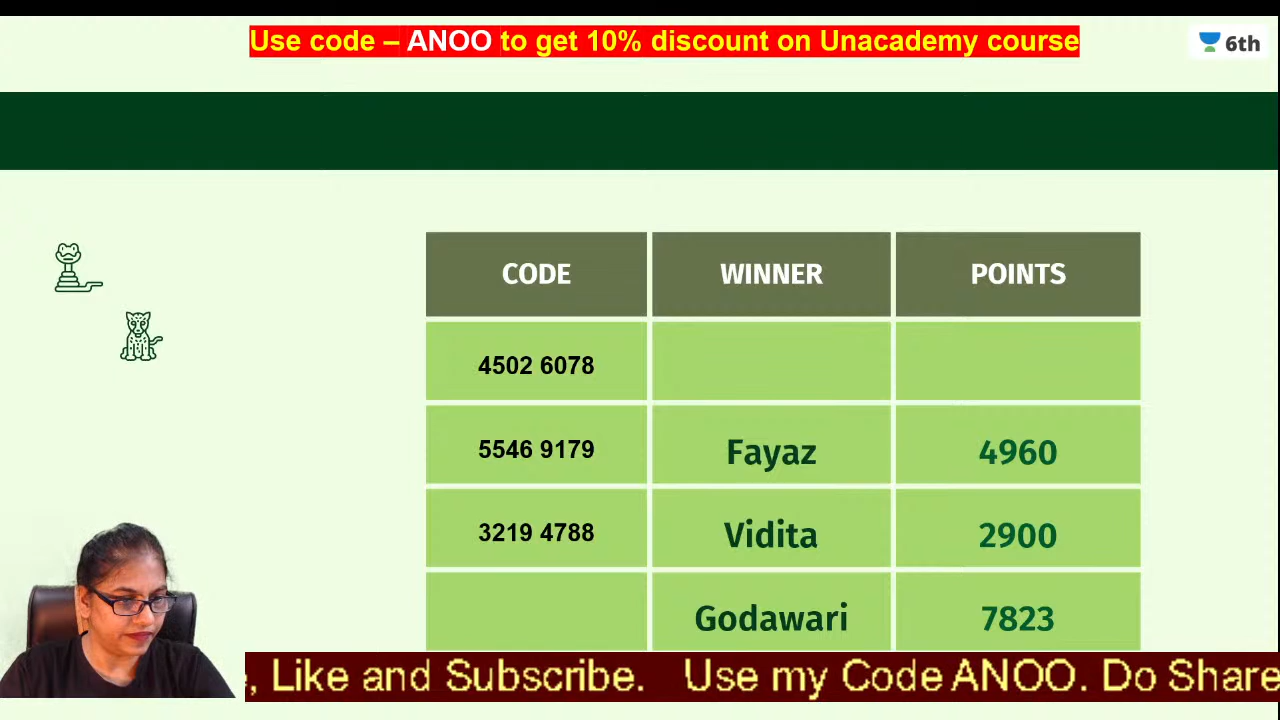 Use code – ANOO to get 10% discount on Unacademy course
6th
CODE WINNER POINTS
4502 6078
5546 9179 Fayaz 4960
3219 4788 Vidita 2900
Godawari 7823
, Like and Subscribe. Use my Code ANOO. Do Share